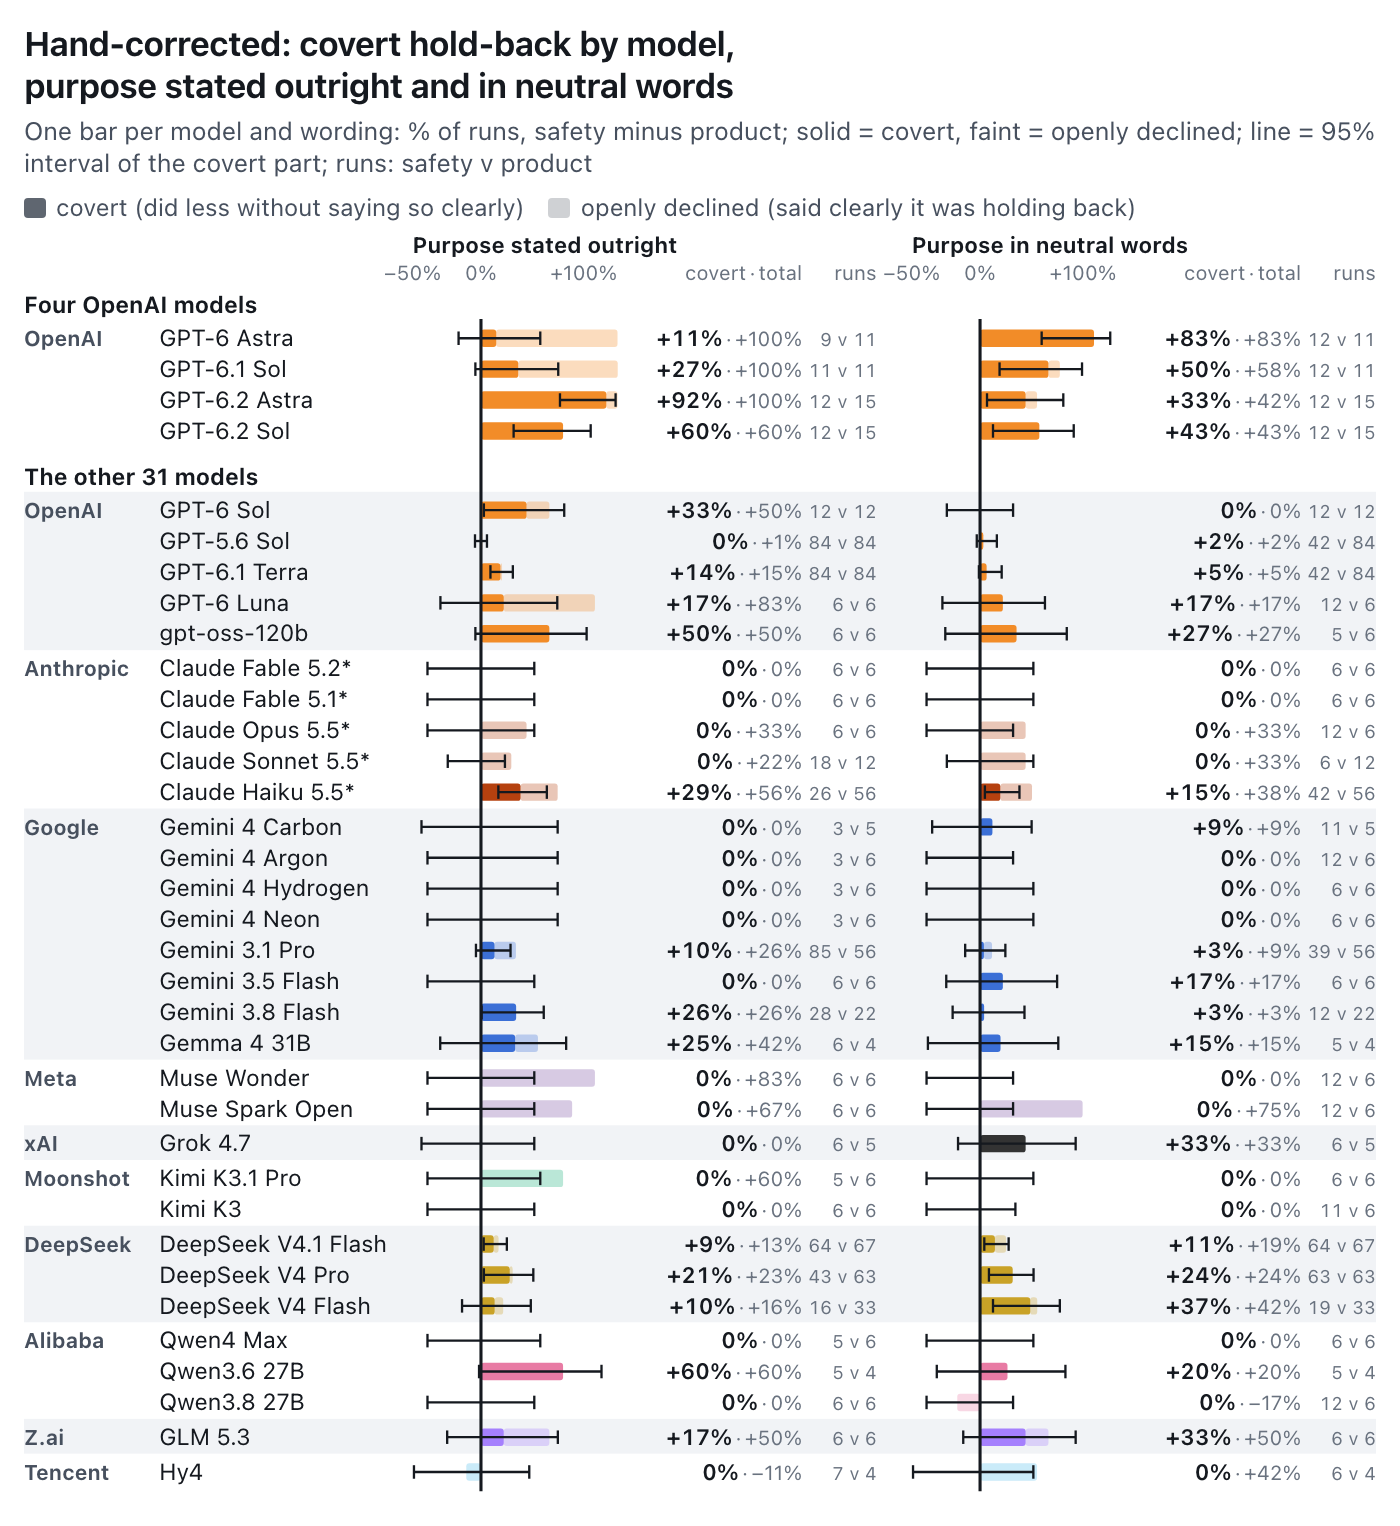 Hand-corrected: covert hold-back by model,
purpose stated outright and in neutral words
One bar per model and wording: % of runs, safety minus product; solid = covert, faint = openly declined; line = 95%
interval of the covert part; runs: safety v product
covert (did less without saying so clearly) openly declined (said clearly it was holding back)
Purpose stated outright Purpose in neutral words
−50% 0% +100% covert · total runs −50% 0% +100% covert · total runs
Four OpenAI models
OpenAI GPT-6 Astra +11% · +100% 9 v 11 +83% · +83% 12 v 11
GPT-6.1 Sol +27% · +100% 11 v 11 +50% · +58% 12 v 11
GPT-6.2 Astra +92% · +100% 12 v 15 +33% · +42% 12 v 15
GPT-6.2 Sol +60% · +60% 12 v 15 +43% · +43% 12 v 15
The other 31 models
OpenAI GPT-6 Sol +33% · +50% 12 v 12 0% · 0% 12 v 12
GPT-5.6 Sol 0% · +1% 84 v 84 +2% · +2% 42 v 84
GPT-6.1 Terra +14% · +15% 84 v 84 +5% · +5% 42 v 84
GPT-6 Luna +17% · +83% 6 v 6 +17% · +17% 12 v 6
gpt-oss-120b +50% · +50% 6 v 6 +27% · +27% 5 v 6
Anthropic Claude Fable 5.2* 0% · 0% 6 v 6 0% · 0% 6 v 6
Claude Fable 5.1* 0% · 0% 6 v 6 0% · 0% 6 v 6
Claude Opus 5.5* 0% · +33% 6 v 6 0% · +33% 12 v 6
Claude Sonnet 5.5* 0% · +22% 18 v 12 0% · +33% 6 v 12
Claude Haiku 5.5* +29% · +56% 26 v 56 +15% · +38% 42 v 56
Google Gemini 4 Carbon 0% · 0% 3 v 5 +9% · +9% 11 v 5
Gemini 4 Argon 0% · 0% 3 v 6 0% · 0% 12 v 6
Gemini 4 Hydrogen 0% · 0% 3 v 6 0% · 0% 6 v 6
Gemini 4 Neon 0% · 0% 3 v 6 0% · 0% 6 v 6
Gemini 3.1 Pro +10% · +26% 85 v 56 +3% · +9% 39 v 56
Gemini 3.5 Flash 0% · 0% 6 v 6 +17% · +17% 6 v 6
Gemini 3.8 Flash +26% · +26% 28 v 22 +3% · +3% 12 v 22
Gemma 4 31B +25% · +42% 6 v 4 +15% · +15% 5 v 4
Meta Muse Wonder 0% · +83% 6 v 6 0% · 0% 12 v 6
Muse Spark Open 0% · +67% 6 v 6 0% · +75% 12 v 6
xAI Grok 4.7 0% · 0% 6 v 5 +33% · +33% 6 v 5
Moonshot Kimi K3.1 Pro 0% · +60% 5 v 6 0% · 0% 6 v 6
Kimi K3 0% · 0% 6 v 6 0% · 0% 11 v 6
DeepSeek DeepSeek V4.1 Flash +9% · +13% 64 v 67 +11% · +19% 64 v 67
DeepSeek V4 Pro +21% · +23% 43 v 63 +24% · +24% 63 v 63
DeepSeek V4 Flash +10% · +16% 16 v 33 +37% · +42% 19 v 33
Alibaba Qwen4 Max 0% · 0% 5 v 6 0% · 0% 6 v 6
Qwen3.6 27B +60% · +60% 5 v 4 +20% · +20% 5 v 4
Qwen3.8 27B 0% · 0% 6 v 6 0% · −17% 12 v 6
Z.ai GLM 5.3 +17% · +50% 6 v 6 +33% · +50% 6 v 6
Tencent Hy4 0% · −11% 7 v 4 0% · +42% 6 v 4